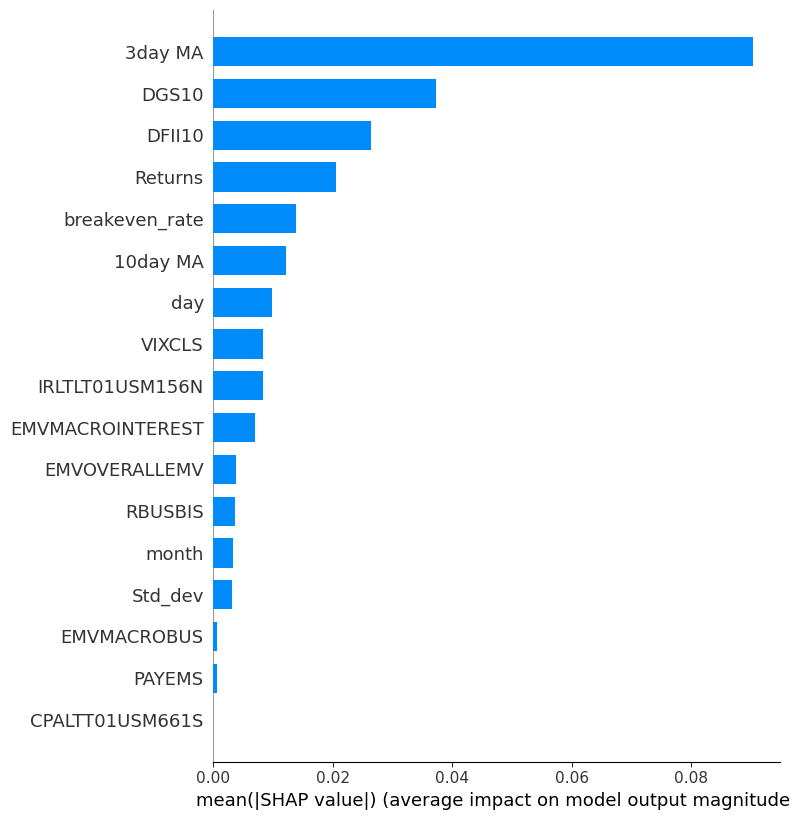 3day MA
DGS10
DFII10
Returns
breakeven_rate
10day MA
day
VIXCLS
IRLTLT01USM156N
EMVMACROINTEREST
EMVOVERALLEMV
RBUSBIS
month
Std_dev
EMVMACROBUS
PAYEMS
CPALTT01USM661S
0.00 0.02 0.04 0.06 0.08
mean(|SHAP value|) (average impact on model output magnitude